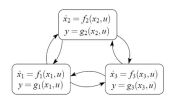 ẋ₂ = f₂(x₂, u)
y = g₂(x₂, u)
ẋ₁ = f₁(x₁, u)
y = g₁(x₁, u)
ẋ₃ = f₃(x₃, u)
y = g₃(x₃, u)